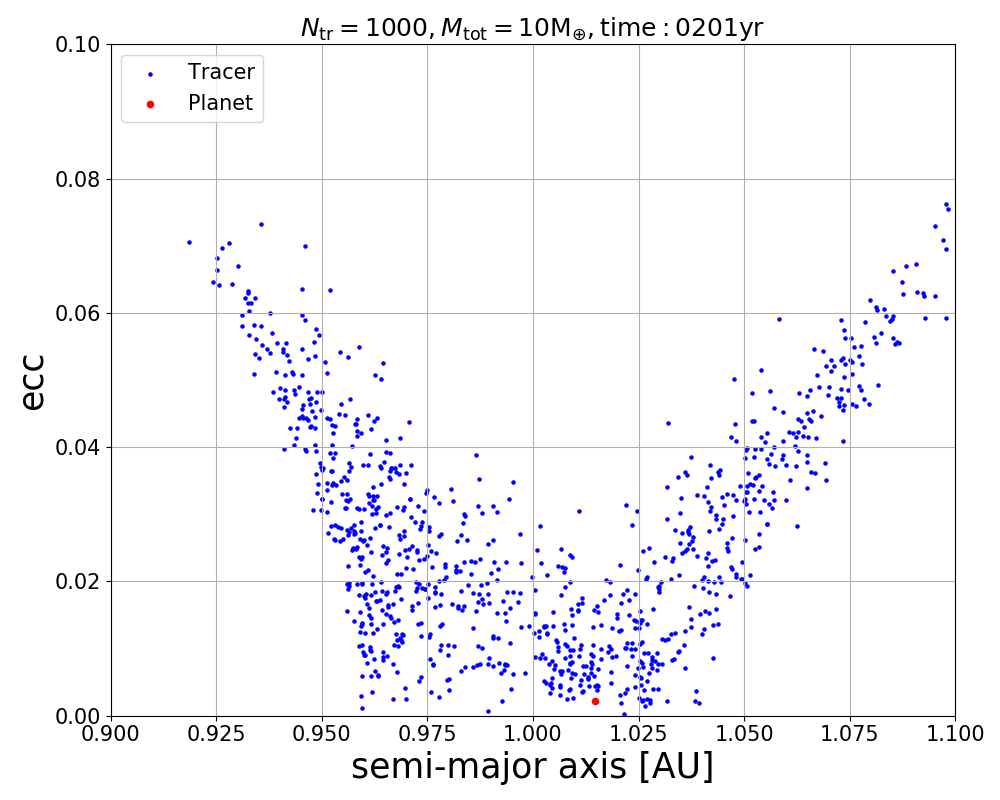 N_tr = 1000, M_tot = 10M_⊕, time : 0201yr
Tracer
Planet
0.10
0.08
0.06
0.04
0.02
0.00
ecc
0.900 0.925 0.950 0.975 1.000 1.025 1.050 1.075 1.100
semi-major axis [AU]